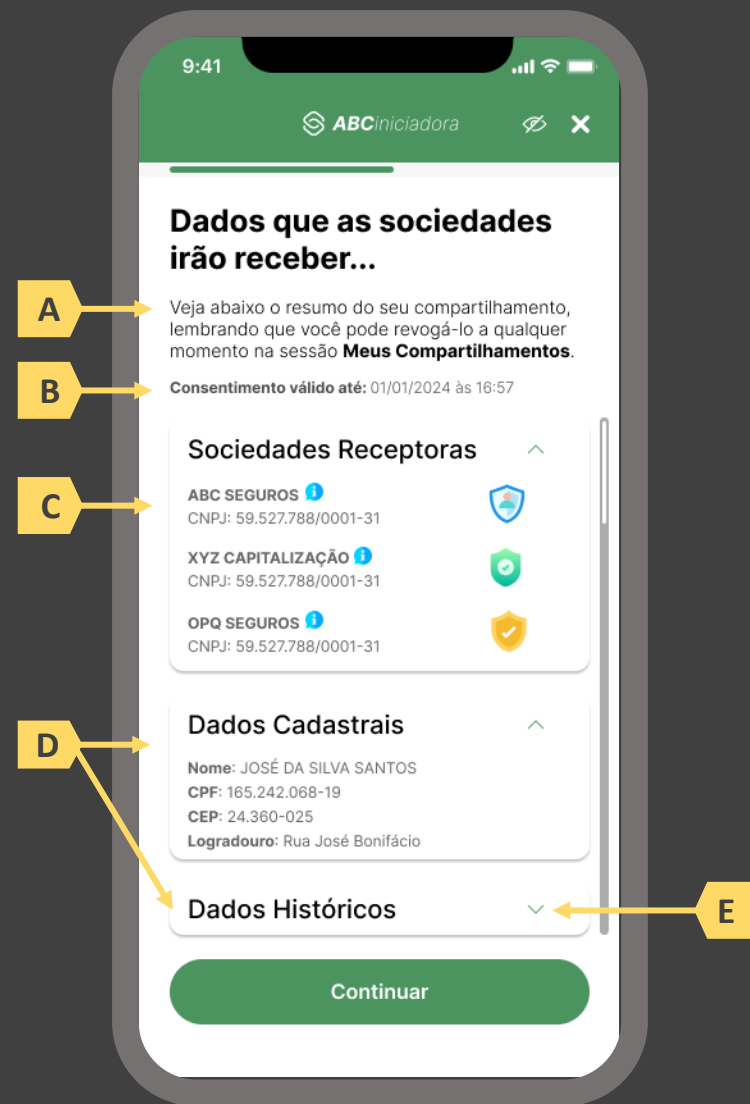 9:41
ABCiniciadora
Dados que as sociedades
irão receber...
A
Veja abaixo o resumo do seu compartilhamento,
lembrando que você pode revogá-lo a qualquer
momento na sessão Meus Compartilhamentos.
B
Consentimento válido até: 01/01/2024 às 16:57
Sociedades Receptoras
C
ABC SEGUROS i
CNPJ: 59.527.788/0001-31
XYZ CAPITALIZAÇÃO i
CNPJ: 59.527.788/0001-31
OPQ SEGUROS i
CNPJ: 59.527.788/0001-31
D
Dados Cadastrais
Nome: JOSÉ DA SILVA SANTOS
CPF: 165.242.068-19
CEP: 24.360-025
Logradouro: Rua José Bonifácio
Dados Históricos
E
Continuar